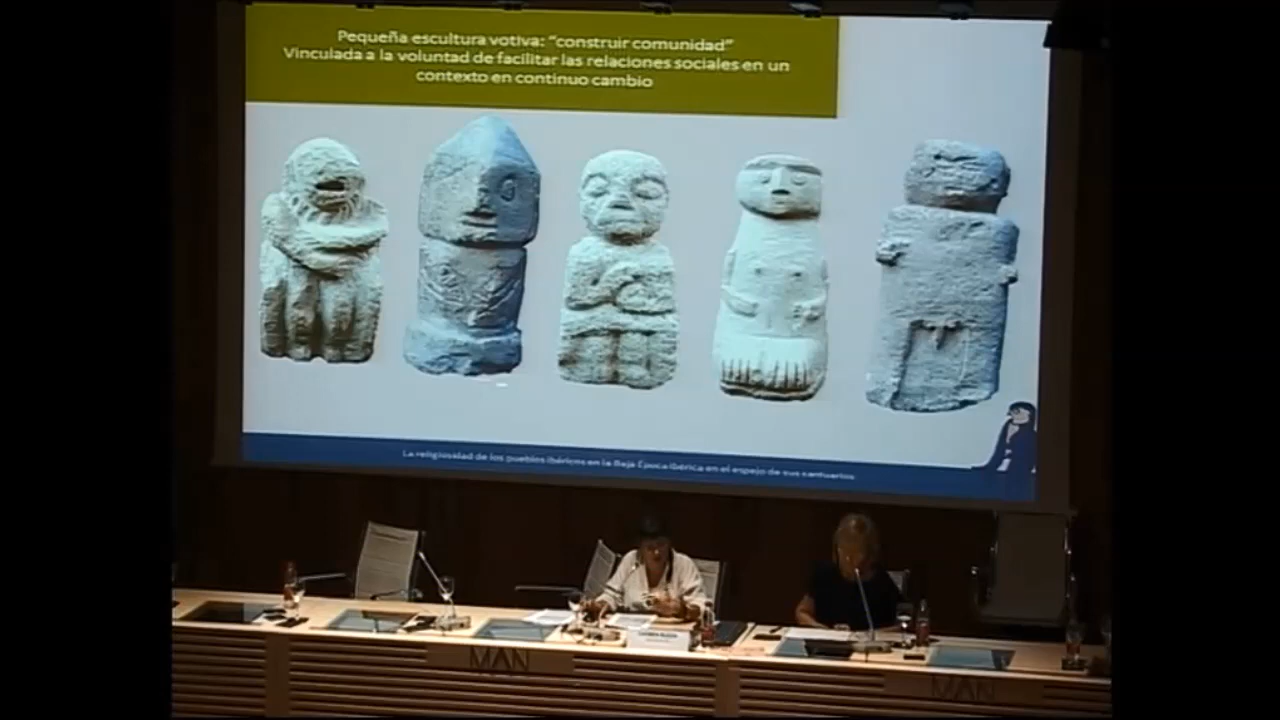 Pequeña escultura votiva: “construir comunidad”
Vinculada a la voluntad de facilitar las relaciones sociales en un
contexto en continuo cambio
La religiosidad de los pueblos ibéricos en la Baja Época Ibérica en el espejo de sus santuarios
MAN
MAN